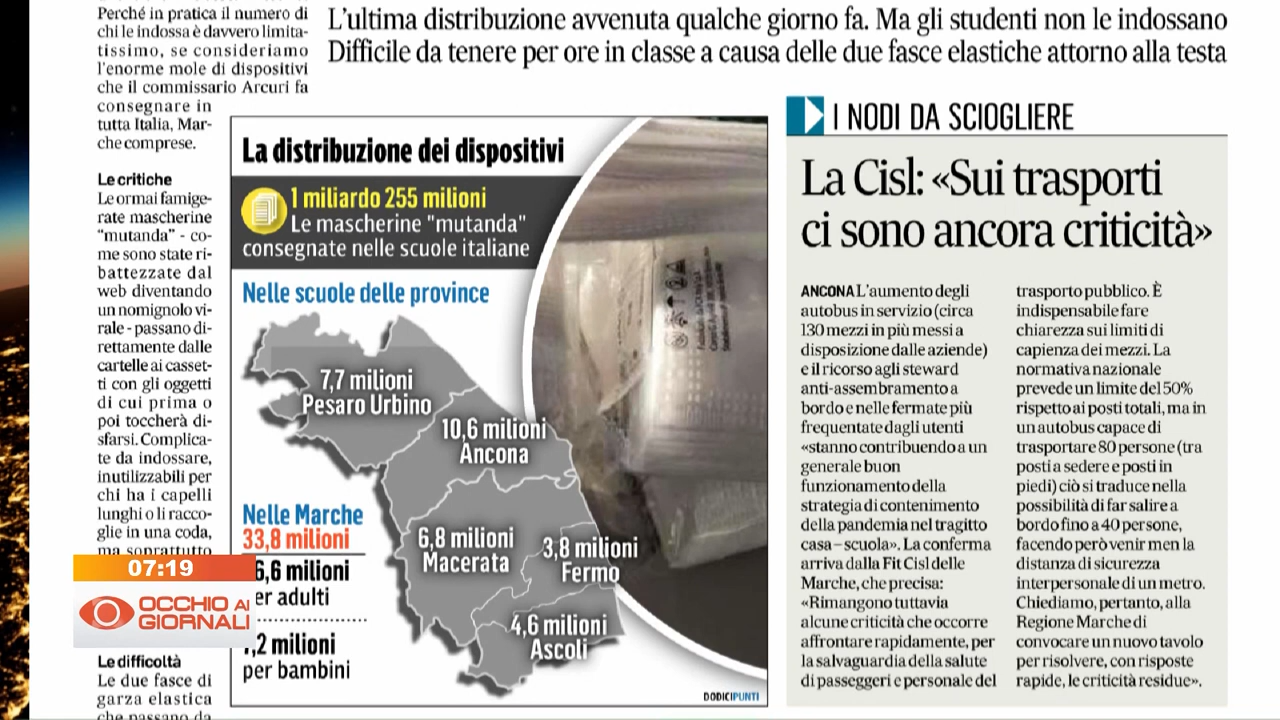 Perché in pratica il numero di
chi le indossa è davvero limita-
tissimo, se consideriamo
l'enorme mole di dispositivi
che il commissario Arcuri fa
consegnare in
tutta Italia, Mar-
che comprese.
Le critiche
Le ormai famige-
rate mascherine
"mutanda" - co-
me sono state ri-
battezzate dal
web diventando
un nomignolo vi-
rale - passano di-
rettamente dalle
cartelle ai casset-
ti con gli oggetti
di cui prima o
poi toccherà di-
sfarsi. Complica-
te da indossare,
inutilizzabili per
chi ha i capelli
lunghi o li racco-
glie in una coda,
ma soprattutto
07:19
OCCHIO AI
GIORNALI
Le difficoltà
Le due fasce di
garza elastica
che passano da
L'ultima distribuzione avvenuta qualche giorno fa. Ma gli studenti non le indossano
Difficile da tenere per ore in classe a causa delle due fasce elastiche attorno alla testa
La distribuzione dei dispositivi
1 miliardo 255 milioni
Le mascherine "mutanda"
consegnate nelle scuole italiane
Nelle scuole delle province
7,7 milioni
Pesaro Urbino
10,6 milioni
Ancona
6,8 milioni
Macerata
3,8 milioni
Fermo
4,6 milioni
Ascoli
Nelle Marche
33,8 milioni
6,6 milioni
er adulti
,2 milioni
per bambini
DODICIPUNTI
I NODI DA SCIOGLIERE
La Cisl: «Sui trasporti
ci sono ancora criticità»
ANCONA L'aumento degli
autobus in servizio (circa
130 mezzi in più messi a
disposizione dalle aziende)
e il ricorso agli steward
anti-assembramento a
bordo e nelle fermate più
frequentate dagli utenti
«stanno contribuendo a un
generale buon
funzionamento della
strategia di contenimento
della pandemia nel tragitto
casa – scuola». La conferma
arriva dalla Fit Cisl delle
Marche, che precisa:
«Rimangono tuttavia
alcune criticità che occorre
affrontare rapidamente, per
la salvaguardia della salute
di passeggeri e personale del
trasporto pubblico. È
indispensabile fare
chiarezza sui limiti di
capienza dei mezzi. La
normativa nazionale
prevede un limite del 50%
rispetto ai posti totali, ma in
un autobus capace di
trasportare 80 persone (tra
posti a sedere e posti in
piedi) ciò si traduce nella
possibilità di far salire a
bordo fino a 40 persone,
facendo però venir men la
distanza di sicurezza
interpersonale di un metro.
Chiediamo, pertanto, alla
Regione Marche di
convocare un nuovo tavolo
per risolvere, con risposte
rapide, le criticità residue».